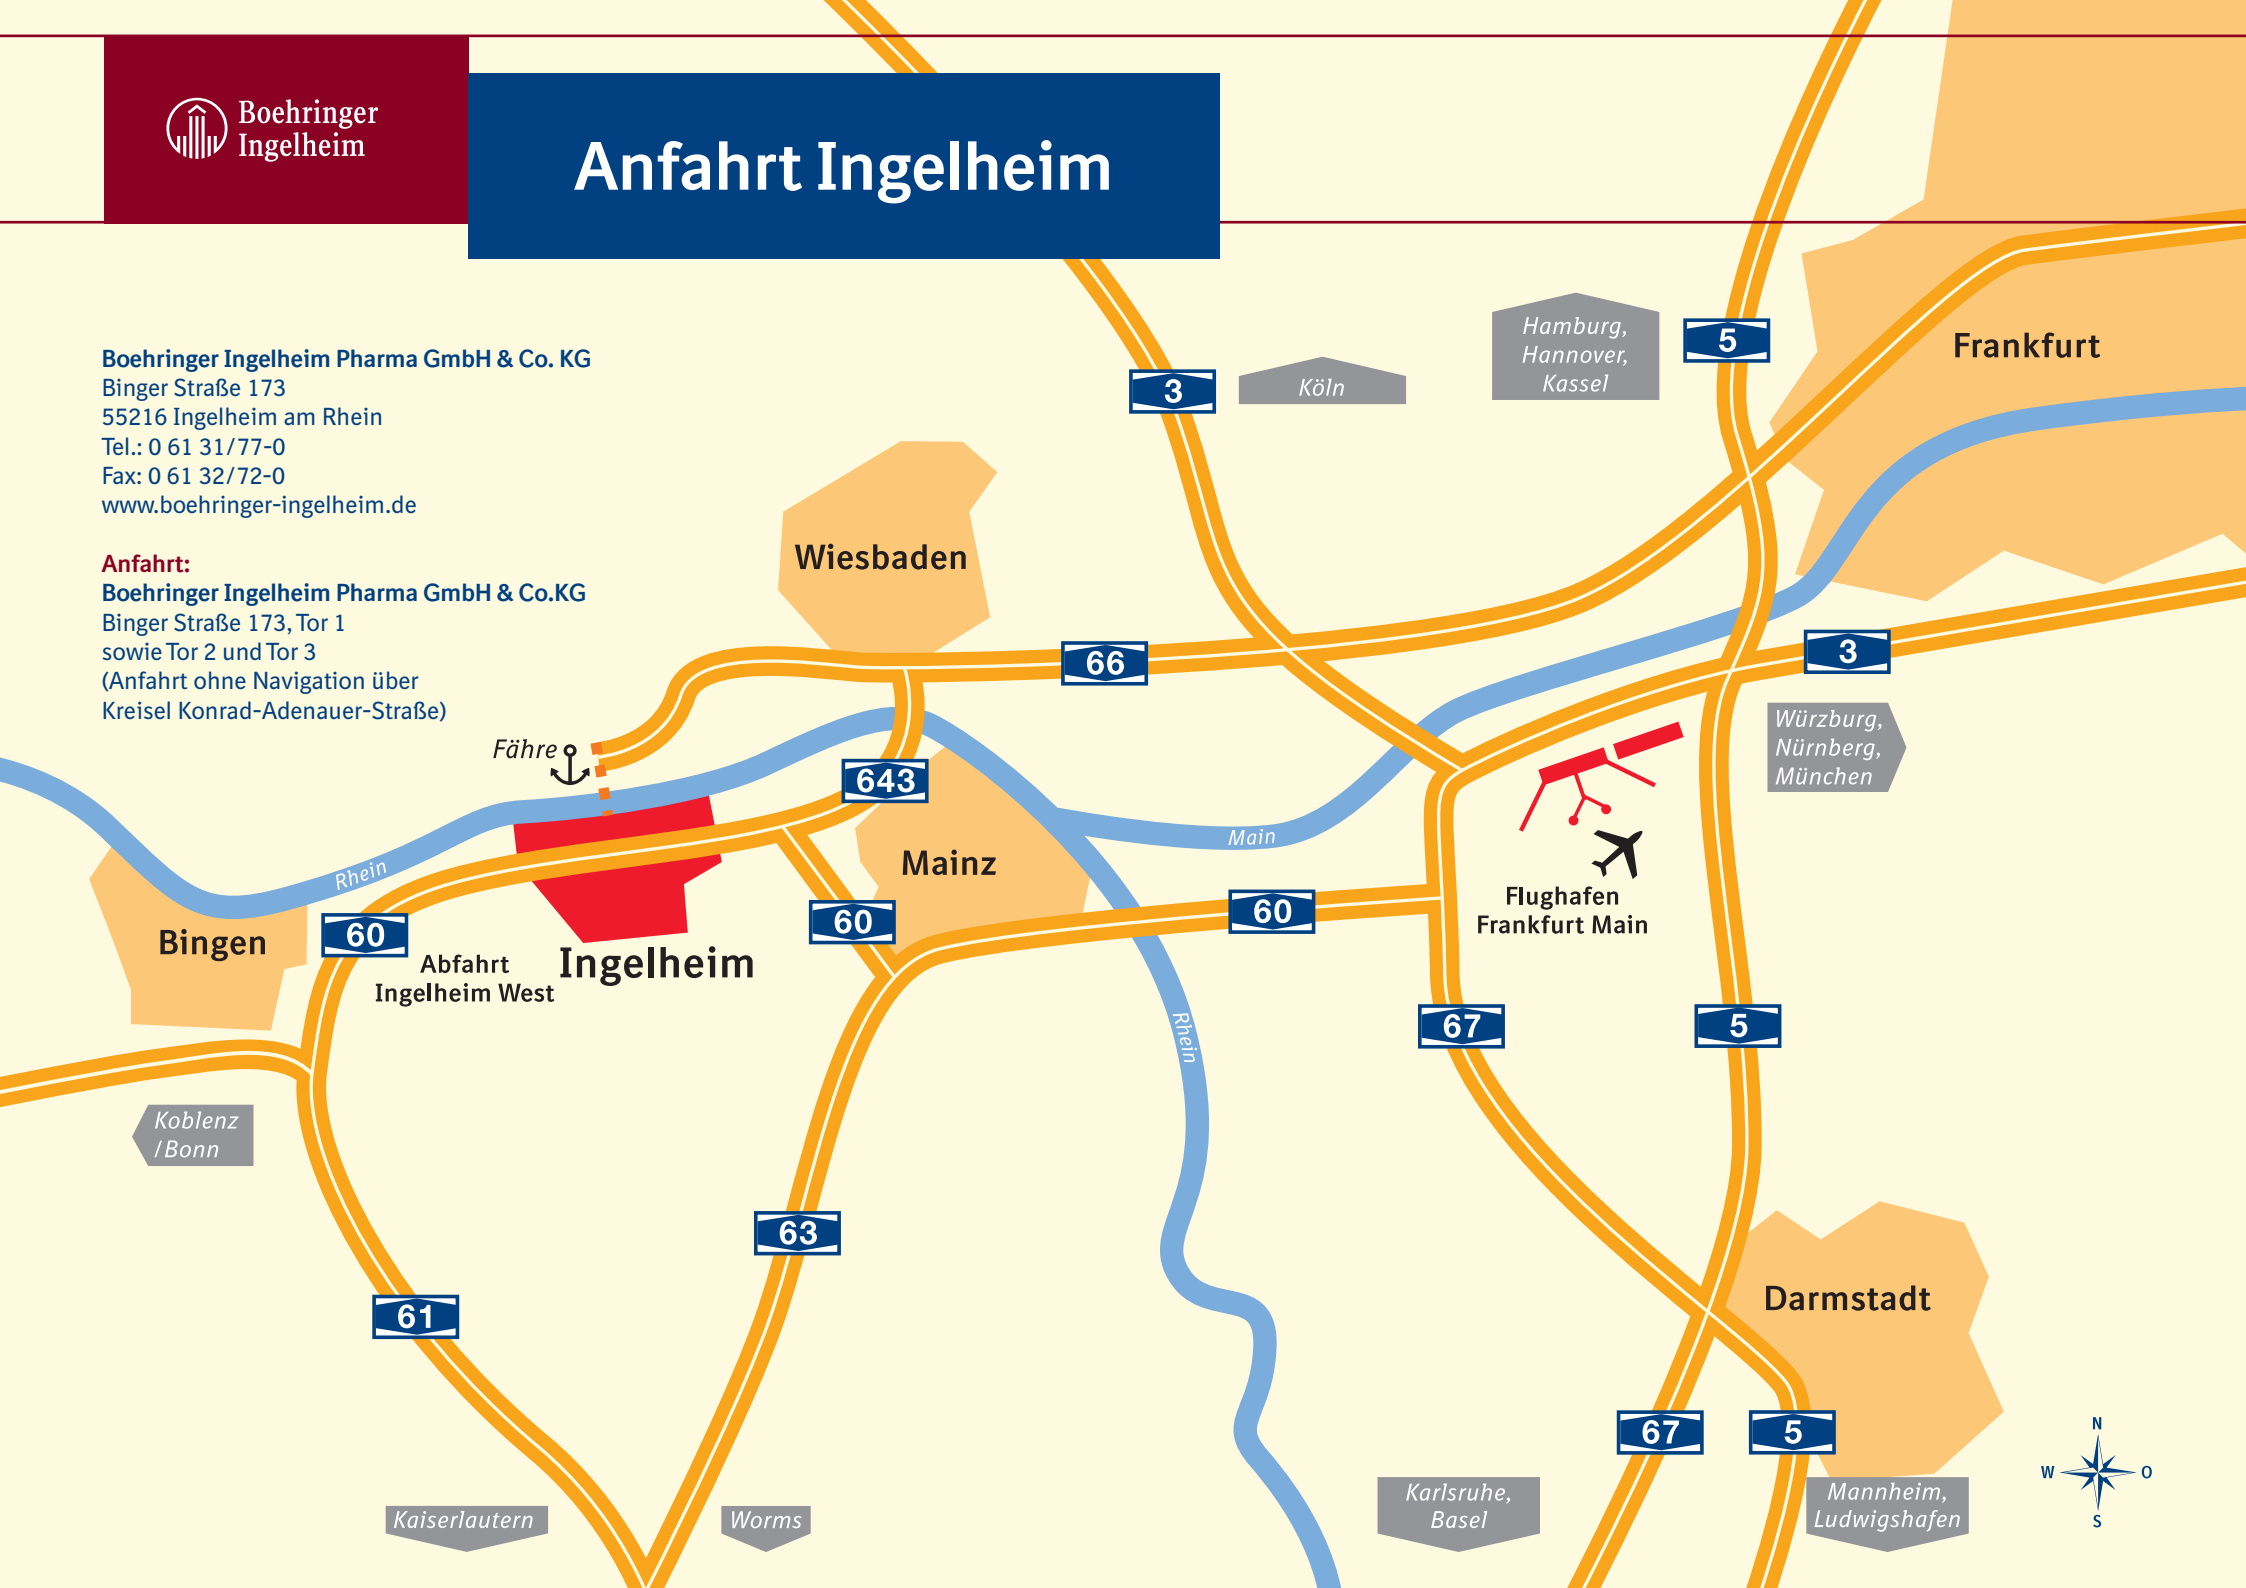 Boehringer
Ingelheim
Anfahrt Ingelheim
Boehringer Ingelheim Pharma GmbH & Co. KG
Binger Straße 173
55216 Ingelheim am Rhein
Tel.: 0 61 31/77-0
Fax: 0 61 32/72-0
www.boehringer-ingelheim.de
Anfahrt:
Boehringer Ingelheim Pharma GmbH & Co.KG
Binger Straße 173, Tor 1
sowie Tor 2 und Tor 3
(Anfahrt ohne Navigation über
Kreisel Konrad-Adenauer-Straße)
Hamburg,
Hannover,
Kassel
5
Frankfurt
3
Köln
Wiesbaden
66
3
Würzburg,
Nürnberg,
München
Fähre
643
Main
Mainz
Rhein
Flughafen
Frankfurt Main
60
60
60
Bingen
Abfahrt
Ingelheim West
Ingelheim
Rhein
67
5
Koblenz
/Bonn
63
61
Darmstadt
67
5
Kaiserlautern
Worms
Karlsruhe,
Basel
Mannheim,
Ludwigshafen
N
W
O
S